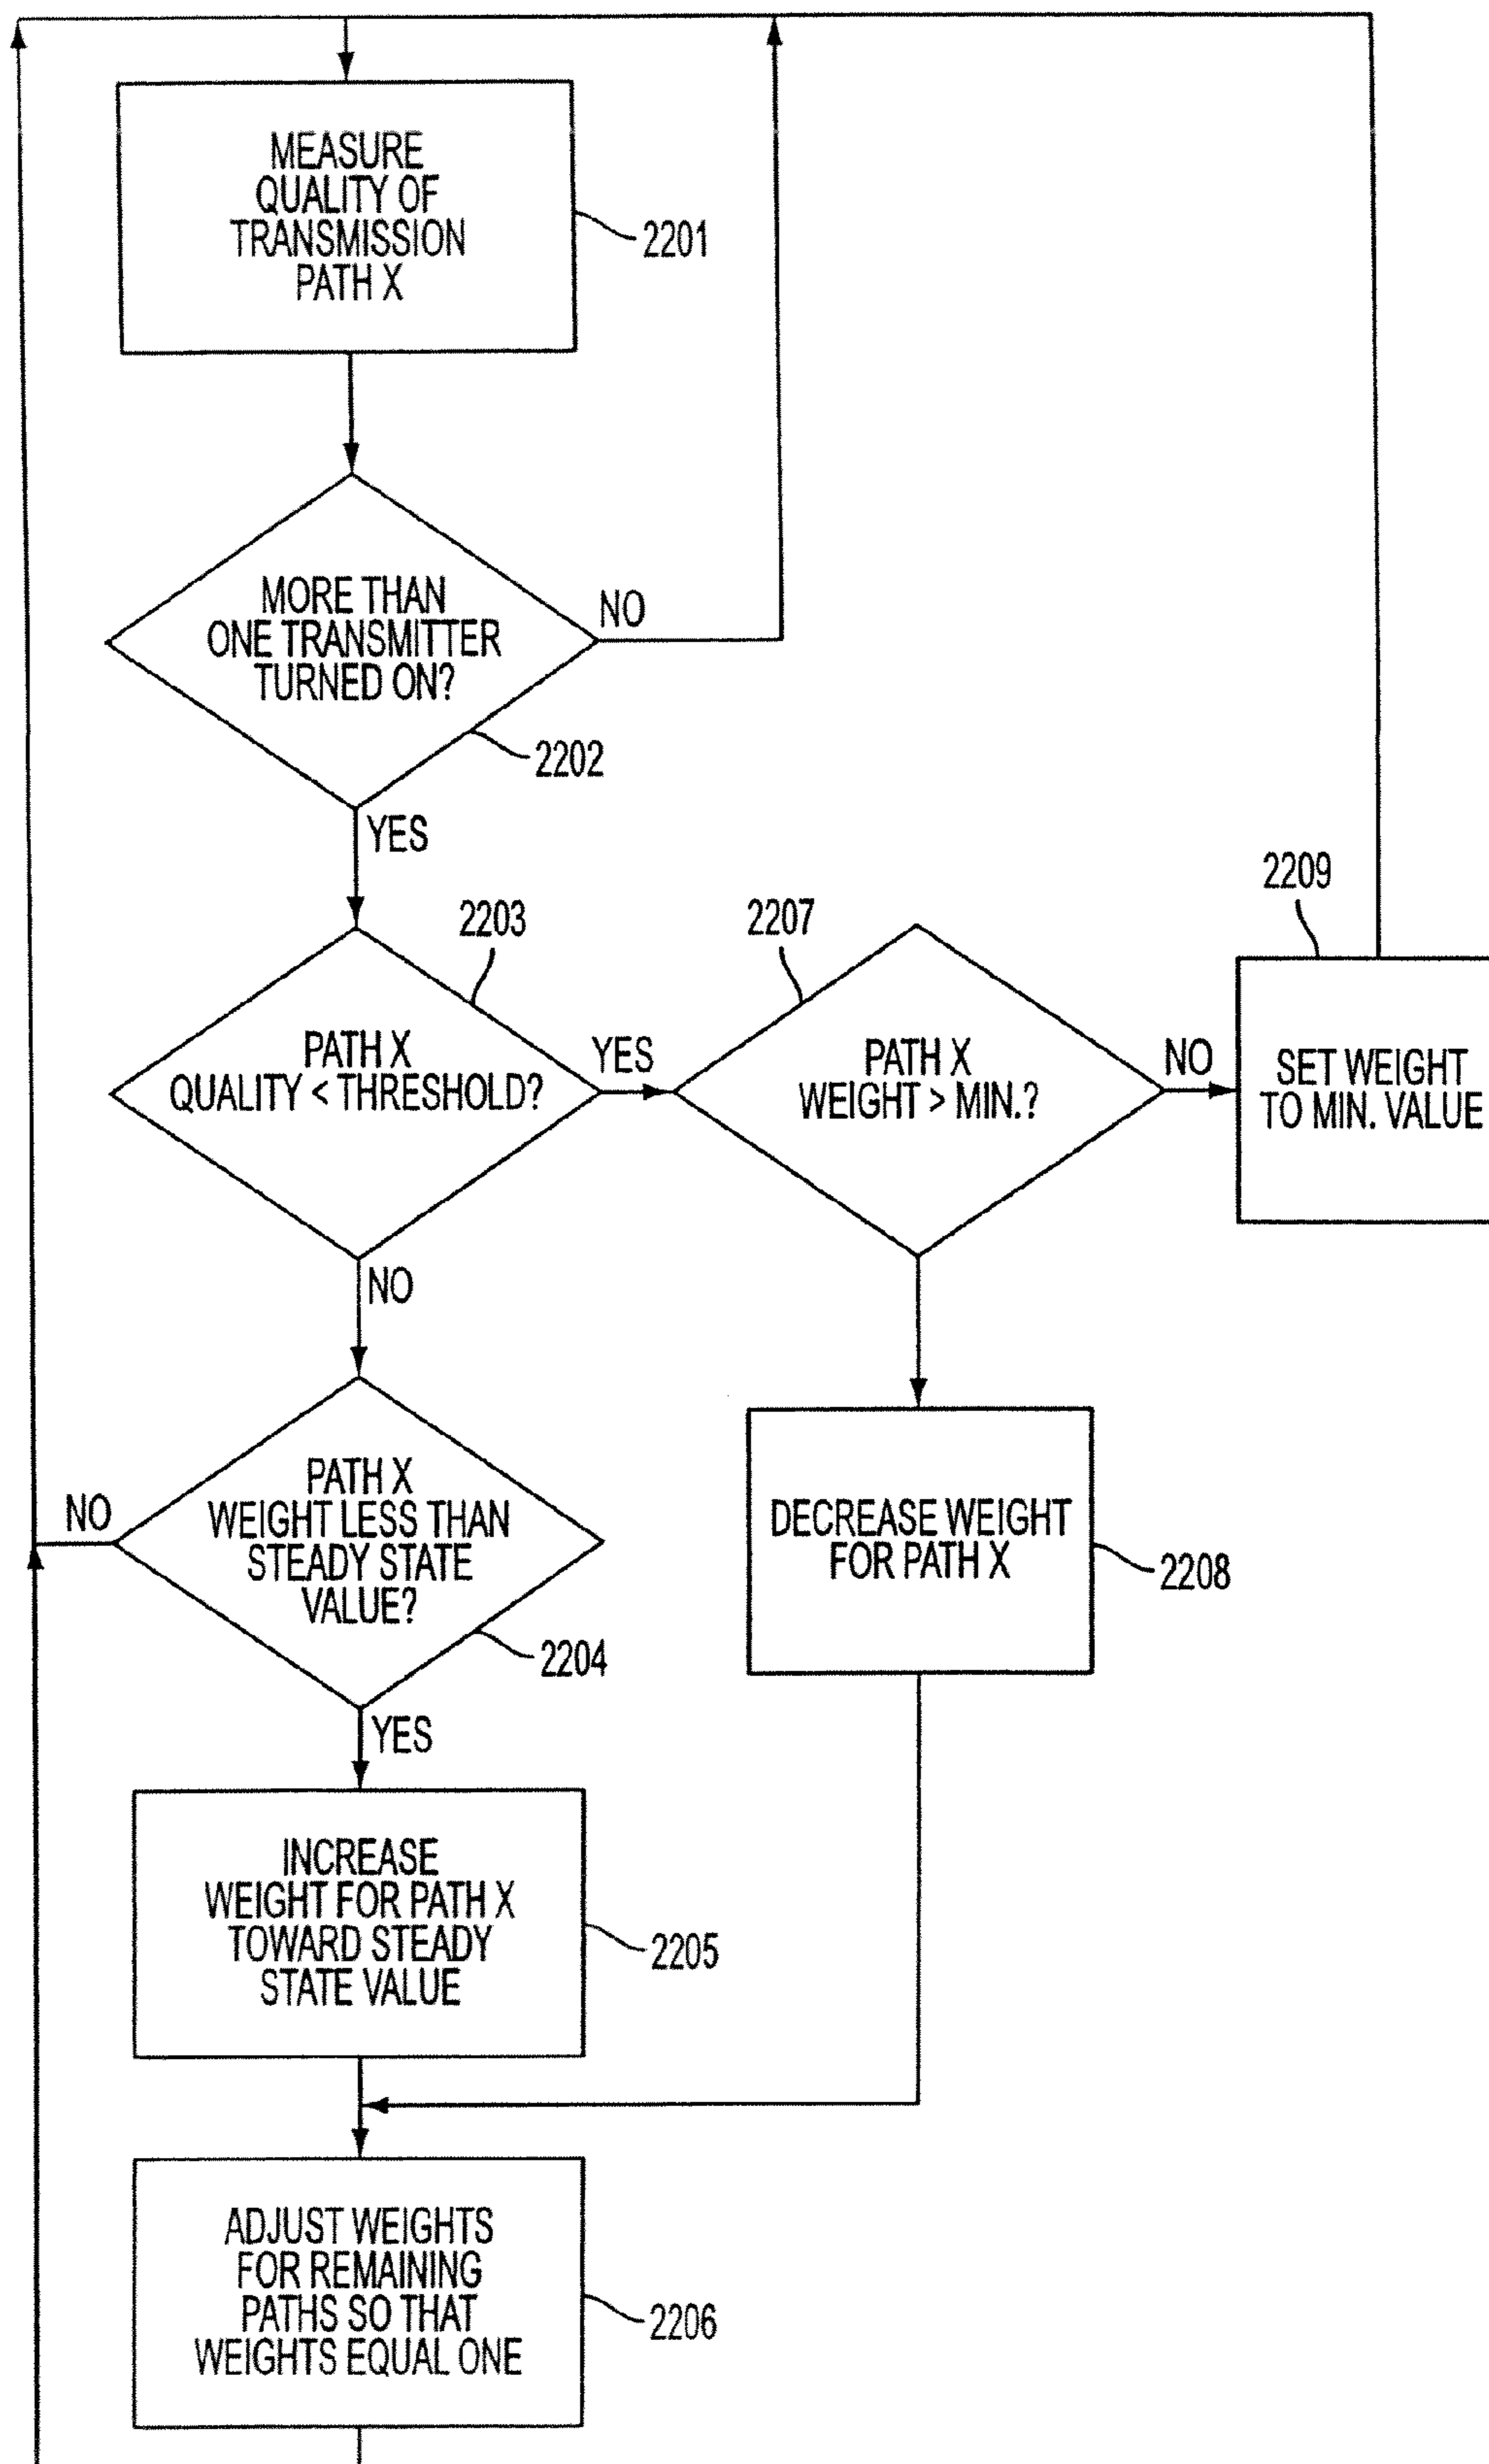 MEASURE
QUALITY OF
TRANSMISSION
PATH X
2201
MORE THAN
ONE TRANSMITTER
TURNED ON?
NO
2202
YES
2203
PATH X
QUALITY < THRESHOLD?
YES
2207
PATH X
WEIGHT > MIN.?
NO
2209
SET WEIGHT
TO MIN. VALUE
NO
PATH X
WEIGHT LESS THAN
STEADY STATE
VALUE?
NO
2204
DECREASE WEIGHT
FOR PATH X
2208
YES
INCREASE
WEIGHT FOR PATH X
TOWARD STEADY
STATE VALUE
2205
ADJUST WEIGHTS
FOR REMAINING
PATHS SO THAT
WEIGHTS EQUAL ONE
2206